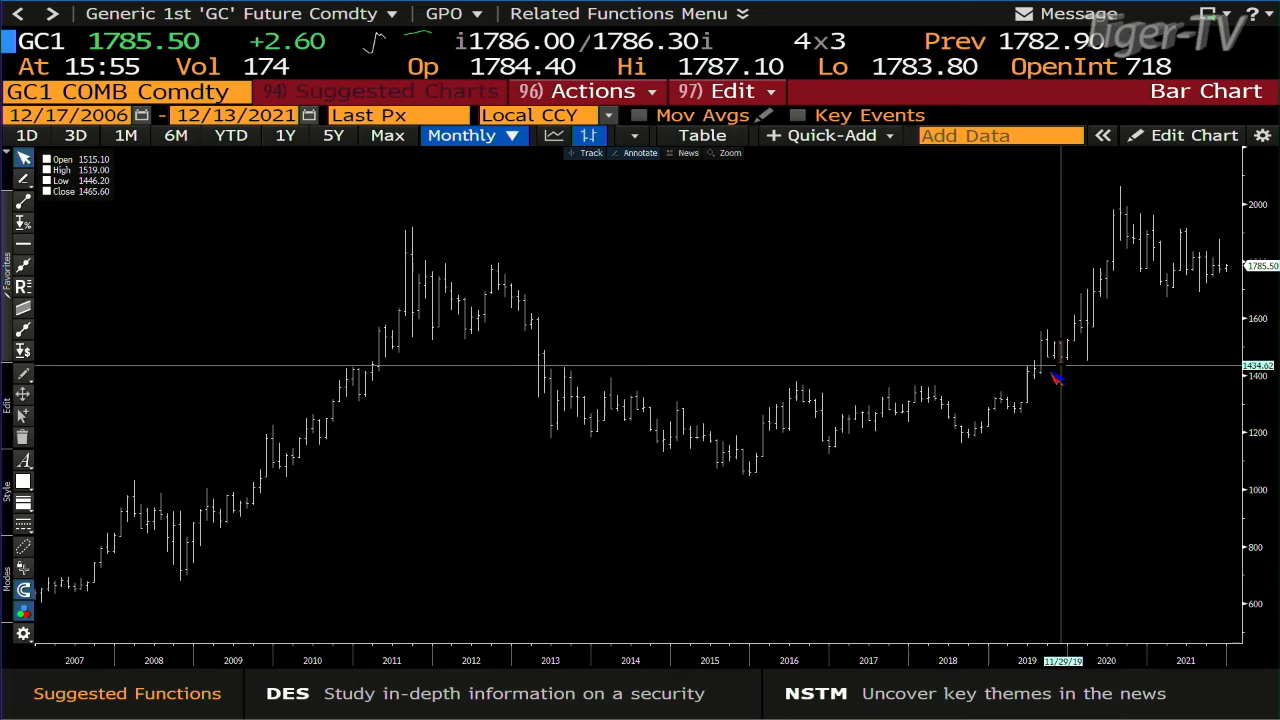 Generic 1st 'GC' Future Comdty GPO Related Functions Menu Message ?
Tiger-TV
GC1 1785.50 +2.60 i1786.00/1786.30i 4x3 Prev 1782.90
At 15:55 Vol 174 Op 1784.40 Hi 1787.10 Lo 1783.80 OpenInt 718
GC1 COMB Comdty 94) Suggested Charts 96) Actions 97) Edit Bar Chart
12/17/2006 - 12/13/2021 Last Px Local CCY Mov Avgs Key Events
1D 3D 1M 6M YTD 1Y 5Y Max Monthly Table + Quick-Add Add Data Edit Chart
Track Annotate News Zoom
Open 1515.10
High 1519.00
Low 1446.20
Close 1465.60
Favorites
Edit
Style
Modes
2000
1785.50
1600
1434.62
1400
1200
1000
800
600
2007 2008 2009 2010 2011 2012 2013 2014 2015 2016 2017 2018 2019 11/29/19 2020 2021
Suggested Functions DES Study in-depth information on a security NSTM Uncover key themes in the news